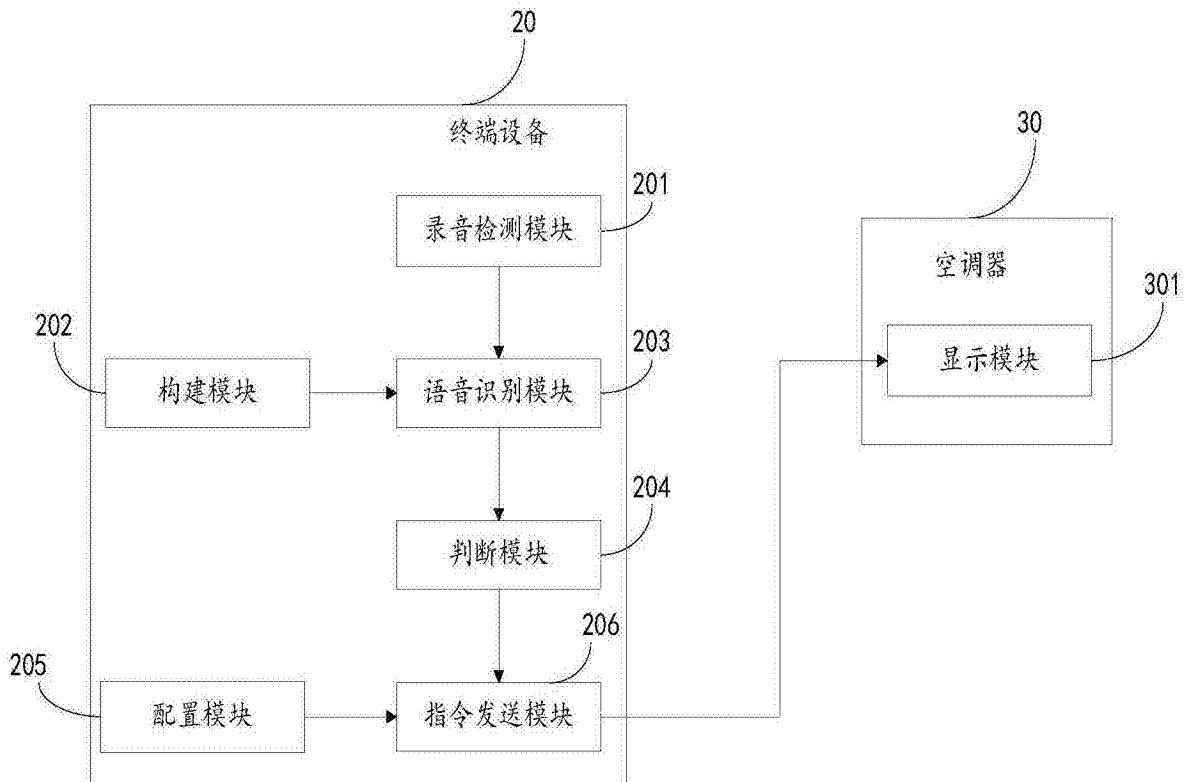 20
终端设备
30
201
录音检测模块
空调器
301
202
203
显示模块
构建模块
语音识别模块
204
判断模块
206
205
配置模块
指令发送模块